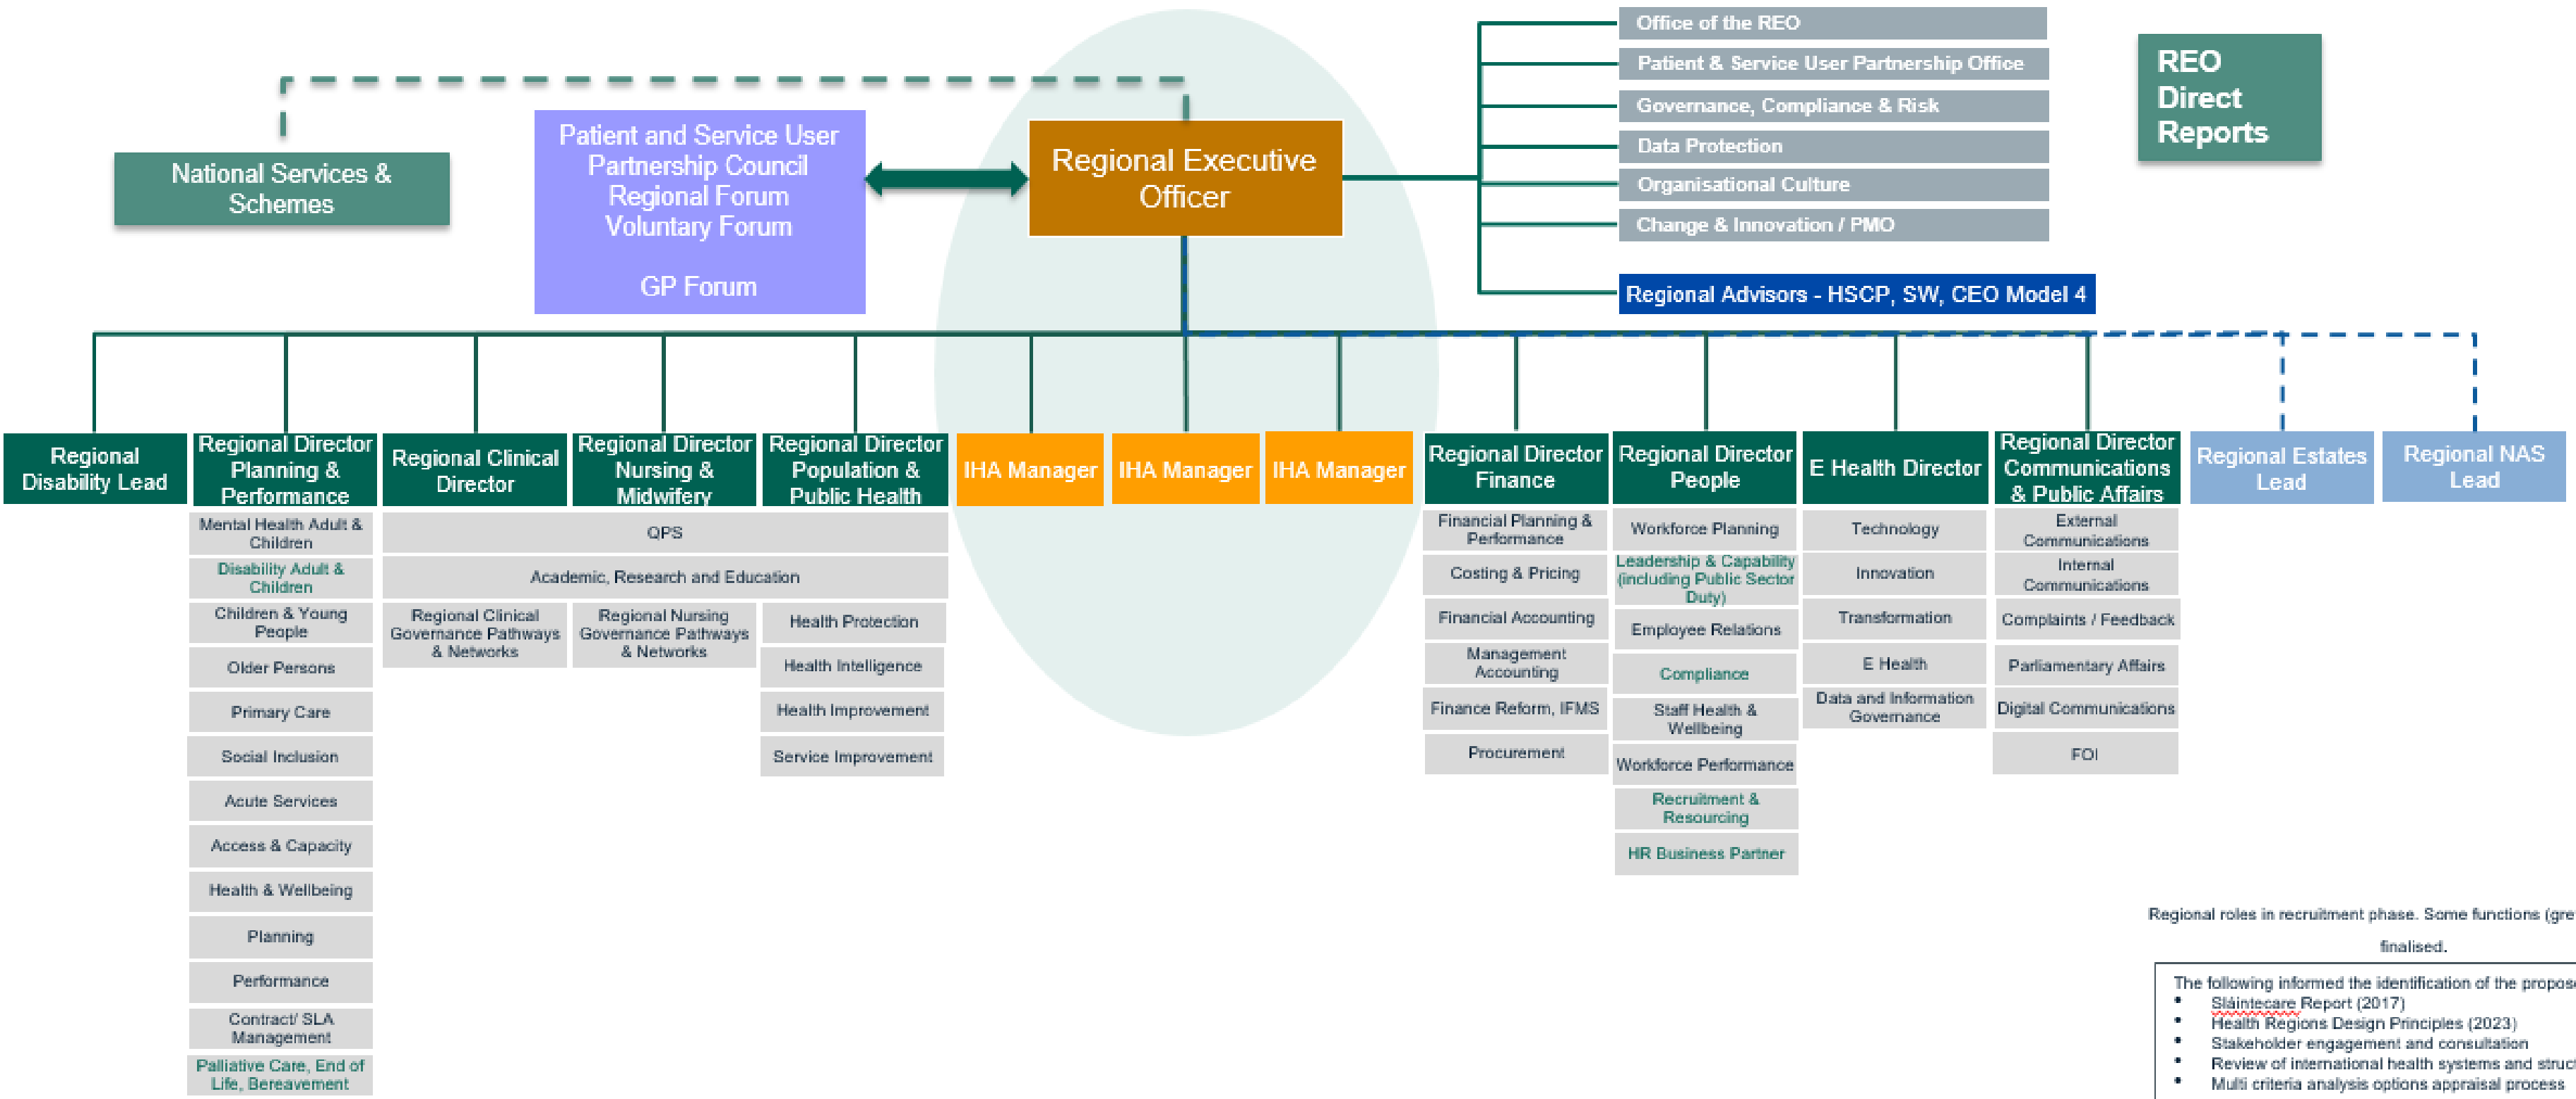 Office of the REO
Patient & Service User Partnership Office
Governance, Compliance & Risk
Data Protection
Organisational Culture
Change & Innovation / PMO
Regional Advisors - HSCP, SW, CEO Model 4
REO
Direct
Reports
National Services &
Schemes
Patient and Service User
Partnership Council
Regional Forum
Voluntary Forum
GP Forum
Regional Executive
Officer
Regional
Disability Lead
Regional Director
Planning &
Performance
Mental Health Adult &
Children
Disability Adult &
Children
Children & Young
People
Older Persons
Primary Care
Social Inclusion
Acute Services
Access & Capacity
Health & Wellbeing
Planning
Performance
Contract/ SLA
Management
Palliative Care, End of
Life, Bereavement
Regional Clinical
Director
Regional Director
Nursing &
Midwifery
Regional Director
Population &
Public Health
QPS
Academic, Research and Education
Regional Clinical
Governance Pathways
& Networks
Regional Nursing
Governance Pathways
& Networks
Health Protection
Health Intelligence
Health Improvement
Service Improvement
IHA Manager
IHA Manager
IHA Manager
Regional Director
Finance
Financial Planning &
Performance
Costing & Pricing
Financial Accounting
Management
Accounting
Finance Reform, IFMS
Procurement
Regional Director
People
Workforce Planning
Leadership & Capability
(including Public Sector
Duty)
Employee Relations
Compliance
Staff Health &
Wellbeing
Workforce Performance
Recruitment &
Resourcing
HR Business Partner
E Health Director
Technology
Innovation
Transformation
E Health
Data and Information
Governance
Regional Director
Communications
& Public Affairs
External
Communications
Internal
Communications
Complaints / Feedback
Parliamentary Affairs
Digital Communications
FOI
Regional Estates
Lead
Regional NAS
Lead
Regional roles in recruitment phase. Some functions (gre
finalised.
The following informed the identification of the propos
• Sláintecare Report (2017)
• Health Regions Design Principles (2023)
• Stakeholder engagement and consultation
• Review of international health systems and struct
• Multi criteria analysis options appraisal process